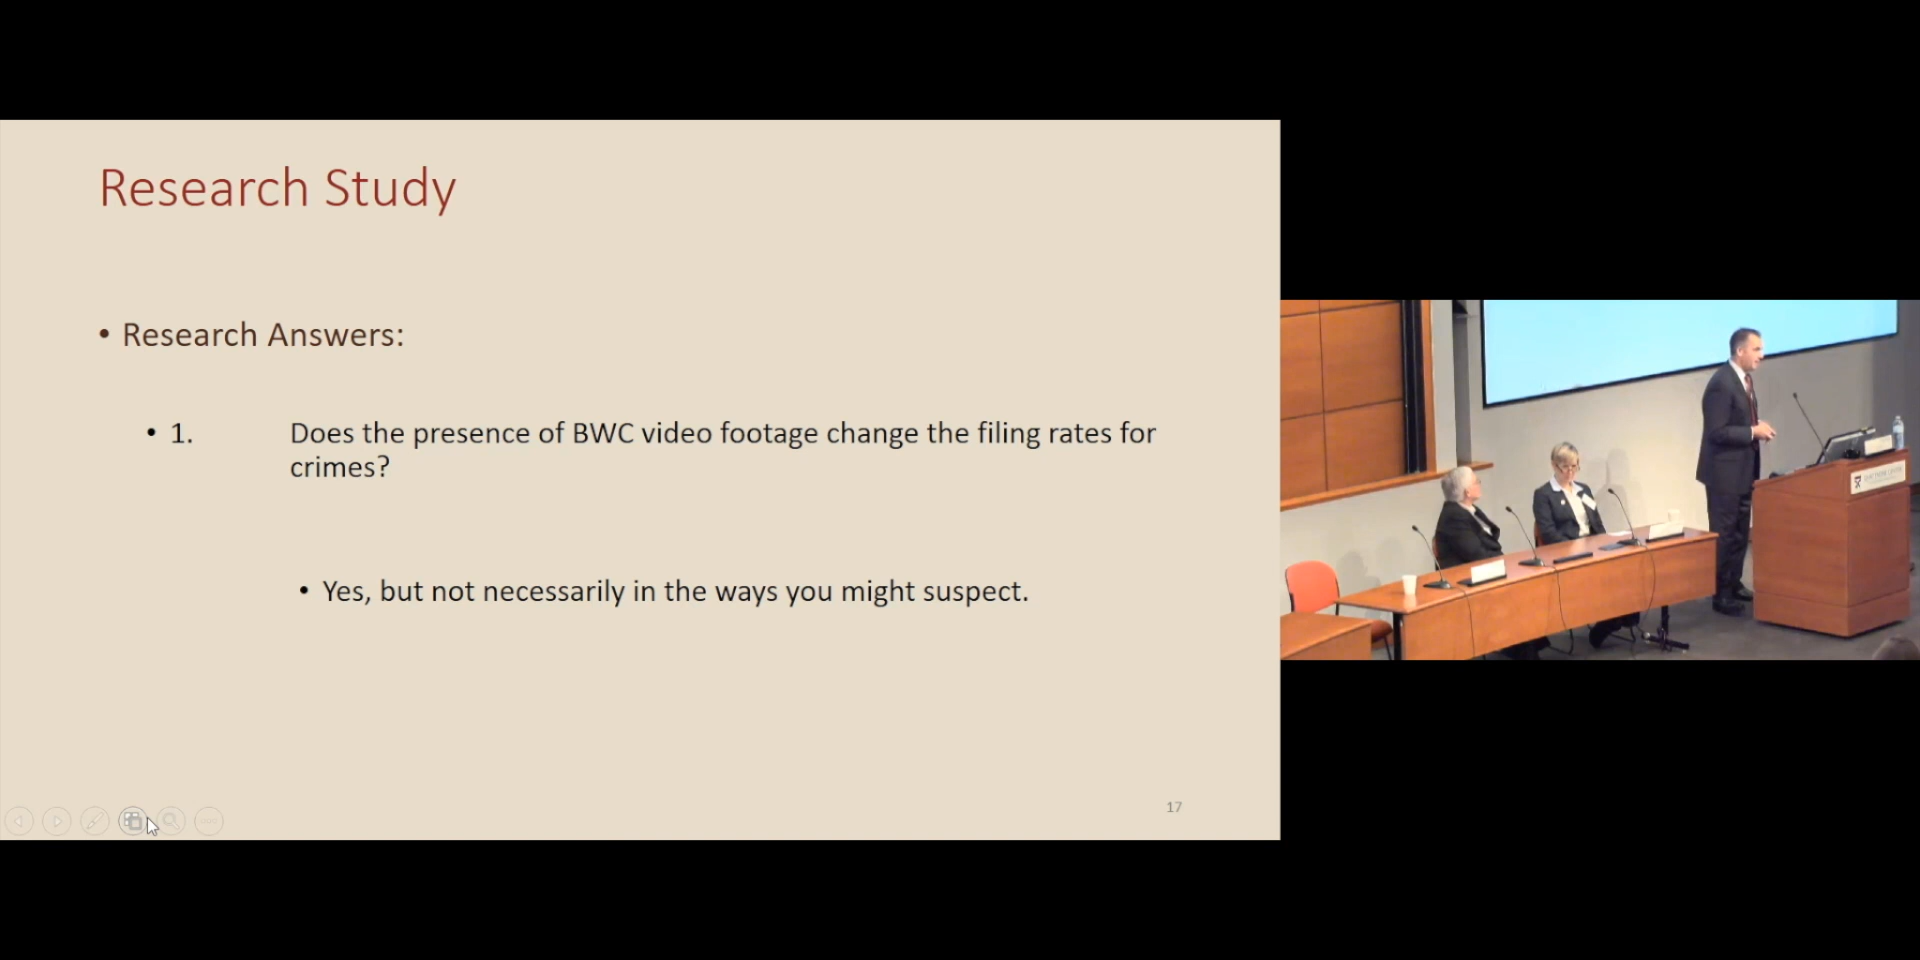 Research Study
• Research Answers:
• 1. Does the presence of BWC video footage change the filing rates for
crimes?
• Yes, but not necessarily in the ways you might suspect.
17